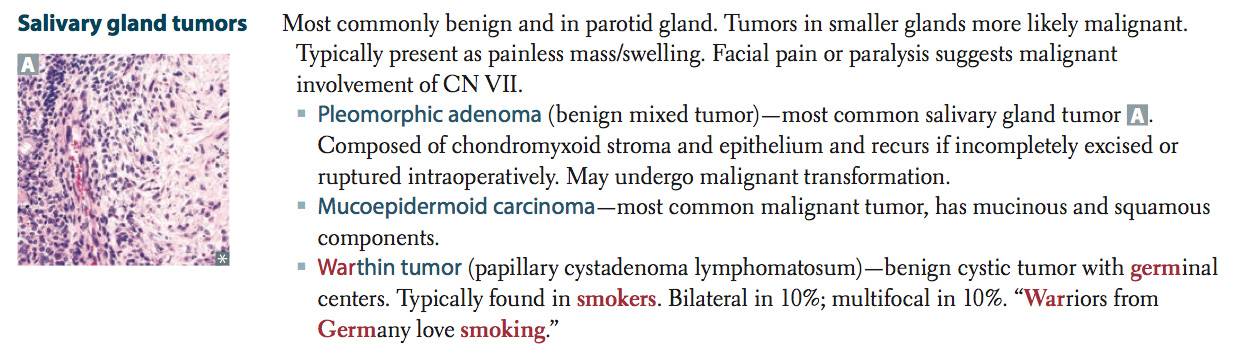 Salivary gland tumors
A
*
Most commonly benign and in parotid gland. Tumors in smaller glands more likely malignant.
Typically present as painless mass/swelling. Facial pain or paralysis suggests malignant
involvement of CN VII.
▪ Pleomorphic adenoma (benign mixed tumor)—most common salivary gland tumor A.
Composed of chondromyxoid stroma and epithelium and recurs if incompletely excised or
ruptured intraoperatively. May undergo malignant transformation.
▪ Mucoepidermoid carcinoma—most common malignant tumor, has mucinous and squamous
components.
▪ Warthin tumor (papillary cystadenoma lymphomatosum)—benign cystic tumor with germinal
centers. Typically found in smokers. Bilateral in 10%; multifocal in 10%. “Warriors from
Germany love smoking.”